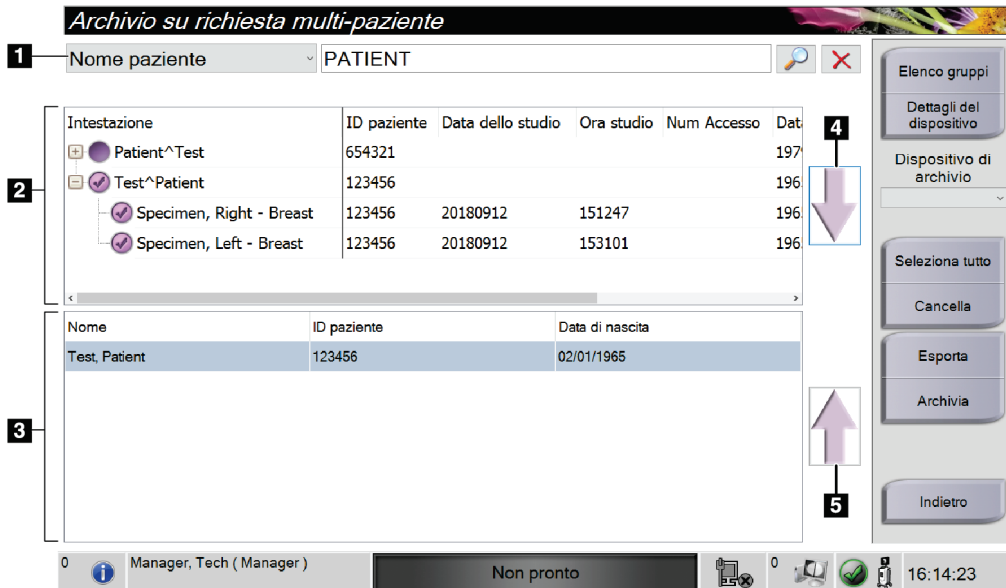 Archivio su richiesta multi-paziente
1
Nome paziente
PATIENT
Elenco gruppi
Dettagli del
dispositivo
Dispositivo di
archivio
Seleziona tutto
Cancella
Esporta
Archivia
Indietro
2
Intestazione ID paziente Data dello studio Ora studio Num Accesso
Patient^Test 654321 197
Test^Patient 123456 196
Specimen, Right - Breast 123456 20180912 151247 196
Specimen, Left - Breast 123456 20180912 153101 196
4
3
Nome ID paziente Data di nascita
Test, Patient 123456 02/01/1965
5
0 Manager, Tech ( Manager ) Non pronto 0 16:14:23